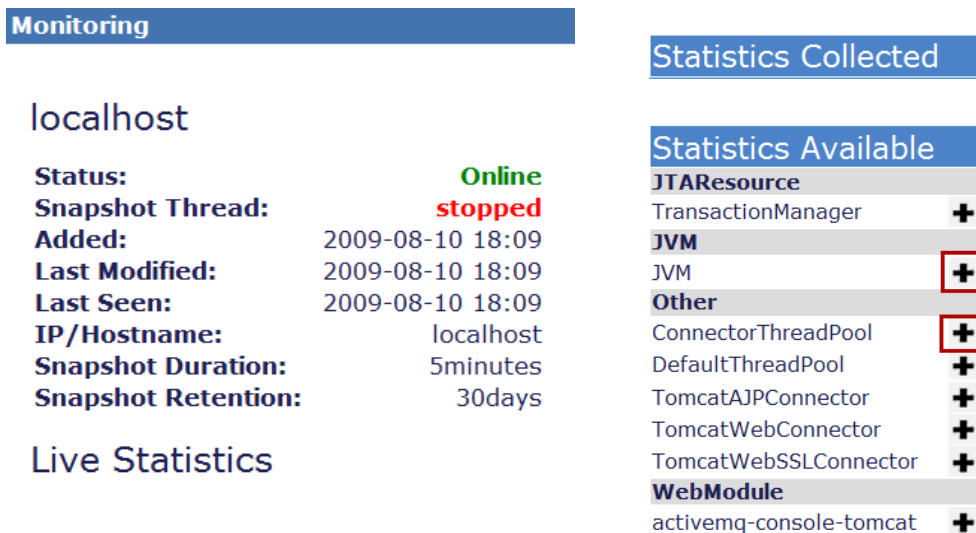 Monitoring
localhost
Status: Online
Snapshot Thread: stopped
Added: 2009-08-10 18:09
Last Modified: 2009-08-10 18:09
Last Seen: 2009-08-10 18:09
IP/Hostname: localhost
Snapshot Duration: 5minutes
Snapshot Retention: 30days
Live Statistics
Statistics Collected
Statistics Available
JTAResource
TransactionManager
JVM
JVM
Other
ConnectorThreadPool
DefaultThreadPool
TomcatAJPConnector
TomcatWebConnector
TomcatWebSSLConnector
WebModule
activemq-console-tomcat